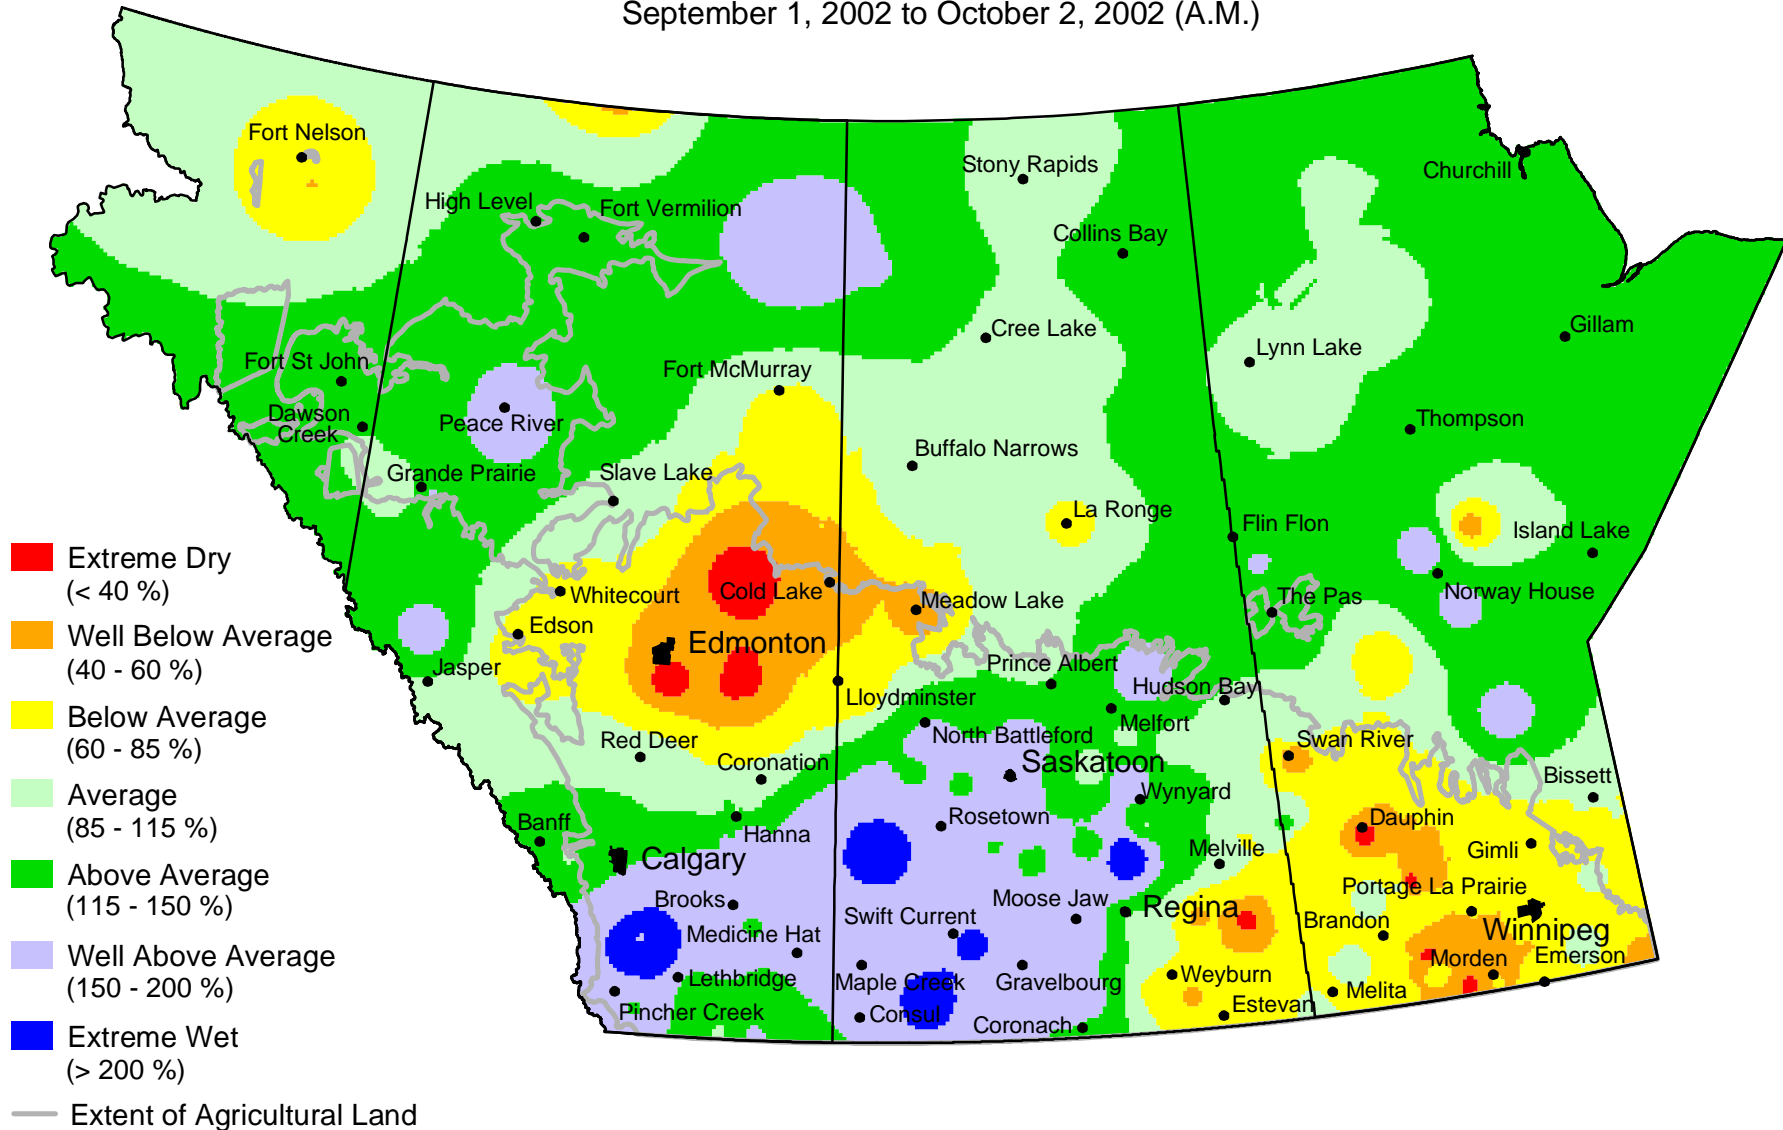 September 1, 2002 to October 2, 2002 (A.M.)
Fort Nelson
Stony Rapids
Churchill
High Level
Fort Vermilion
Collins Bay
Gillam
Cree Lake
Lynn Lake
Fort St John
Fort McMurray
Dawson
Creek
Peace River
Thompson
Buffalo Narrows
Grande Prairie
Slave Lake
La Ronge
Flin Flon
Island Lake
Extreme Dry
(< 40 %)
Whitecourt
Cold Lake
Meadow Lake
The Pas
Norway House
Well Below Average
(40 - 60 %)
Edson
Edmonton
Jasper
Prince Albert
Hudson Bay
Lloydminster
Below Average
(60 - 85 %)
Melfort
North Battleford
Red Deer
Swan River
Coronation
Saskatoon
Bissett
Average
(85 - 115 %)
Wynyard
Banff
Hanna
Rosetown
Dauphin
Calgary
Melville
Gimli
Above Average
(115 - 150 %)
Brooks
Moose Jaw
Regina
Portage La Prairie
Swift Current
Brandon
Winnipeg
Medicine Hat
Well Above Average
(150 - 200 %)
Lethbridge
Maple Creek
Gravelbourg
Weyburn
Morden
Emerson
Melita
Pincher Creek
Consul
Coronach
Estevan
Extreme Wet
(> 200 %)
Extent of Agricultural Land